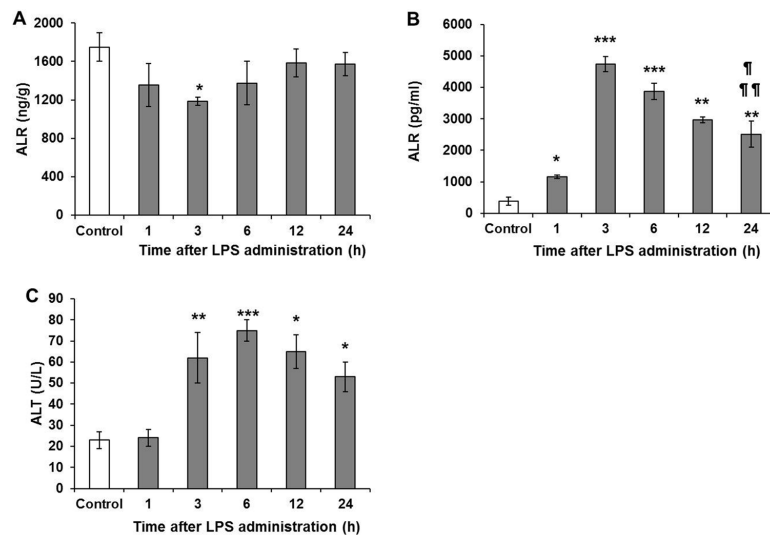 A
ALR (ng/g)
2000
1600
1200
800
400
0
*
Control 1 3 6 12 24
Time after LPS administration (h)
B
ALR (pg/ml)
6000
5000
4000
3000
2000
1000
0
*
***
***
**
¶
¶¶
**
Control 1 3 6 12 24
Time after LPS administration (h)
C
ALT (U/L)
90
80
70
60
50
40
30
20
10
0
**
***
*
*
Control 1 3 6 12 24
Time after LPS administration (h)